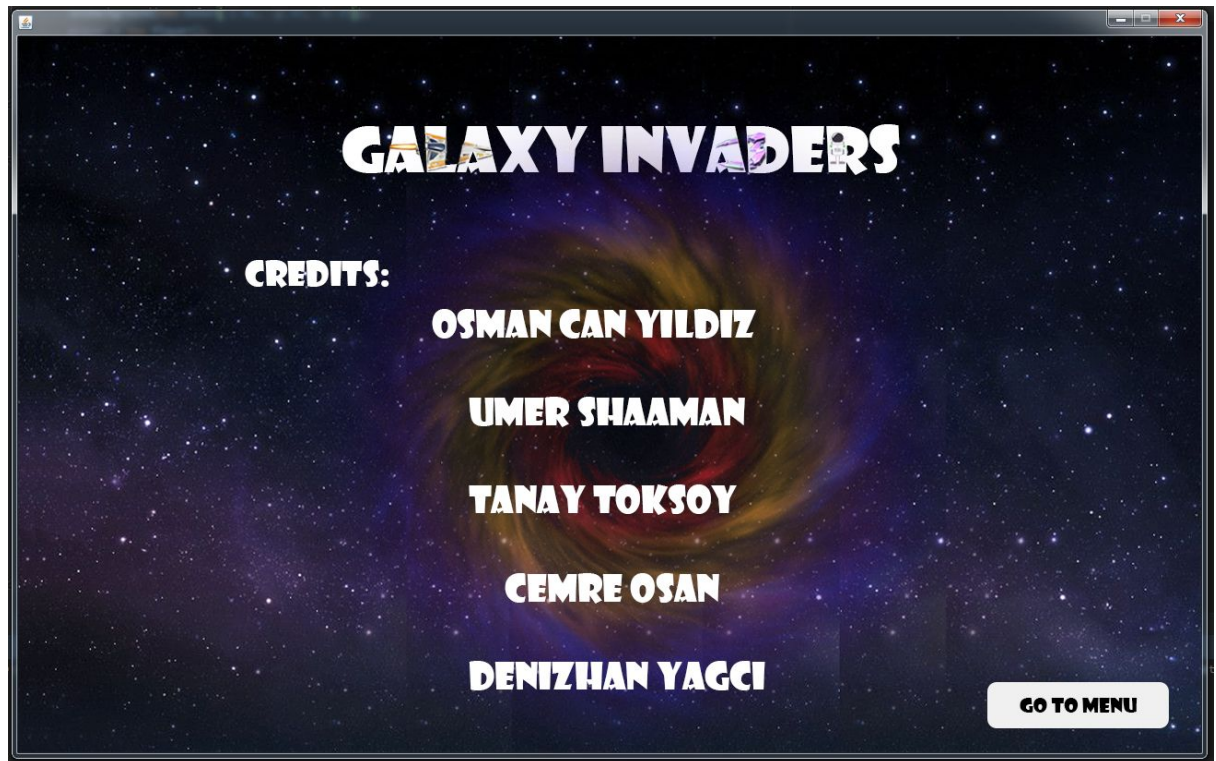 GALAXY INVADERS
CREDITS:
OSMAN CAN YILDIZ
UMER SHAAMAN
TANAY TOKSOY
CEMRE OSAN
DENIZHAN YAGCI
GO TO MENU